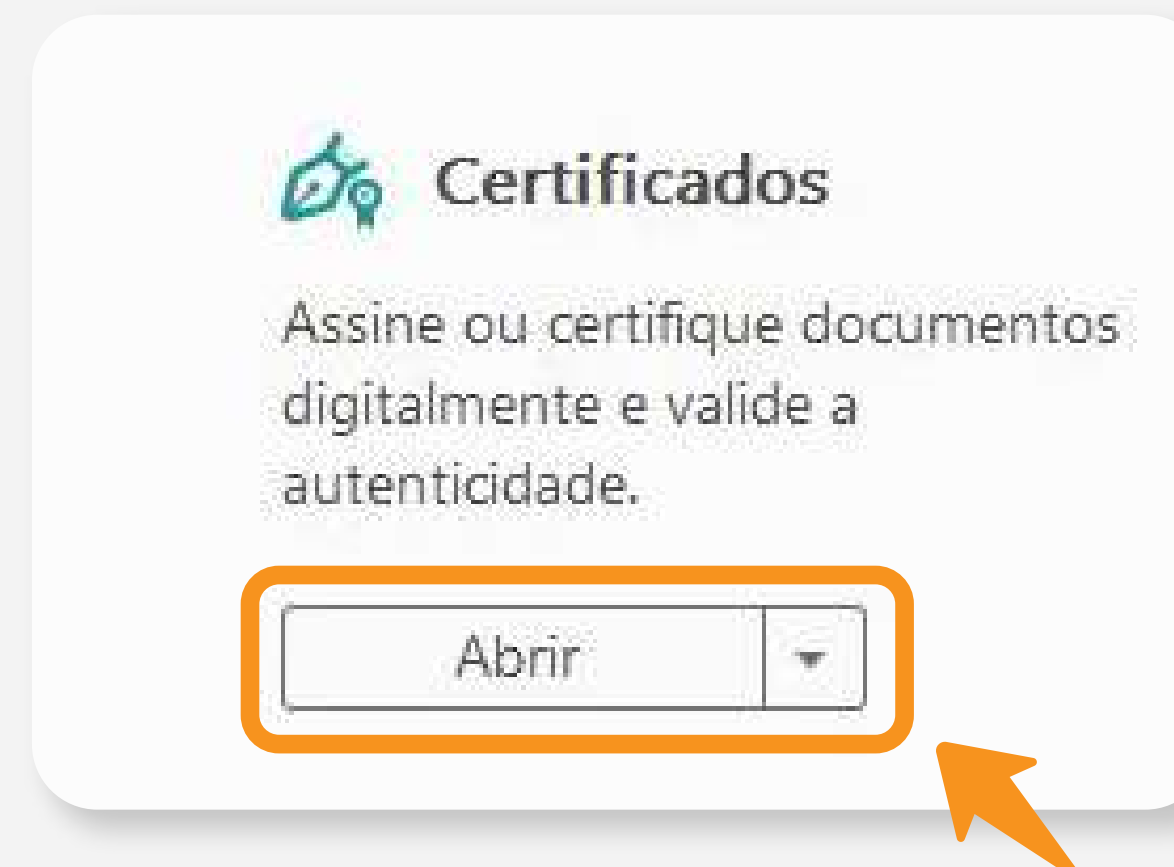 Certificados
Assine ou certifique documentos
digitalmente e valide a
autenticidade.
Abrir